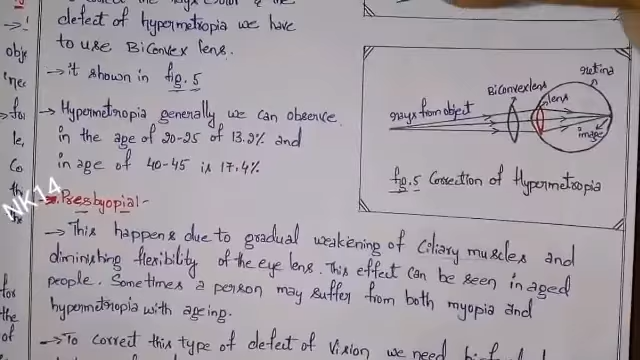 defect of hypermetropia we have
to use Biconvex lens.
→ it shown in fig. 5
→ Hypermetropia generally we can observe
in the age of 20-25 of 13.2% and
in age of 40-45 is 17.4%
retina
Biconvex lens
lens
rays from object
image
fig. 5 Correction of Hypermetropia
NK14
Presbyopia! -
→ This happens due to gradual weakening of ciliary muscles and
diminishing flexibility of the eye lens. This effect can be seen in aged
people. Sometimes a person may suffer from both myopia and
hypermetropia with ageing.
→ To correct this type of defect of vision we need
for
the
of